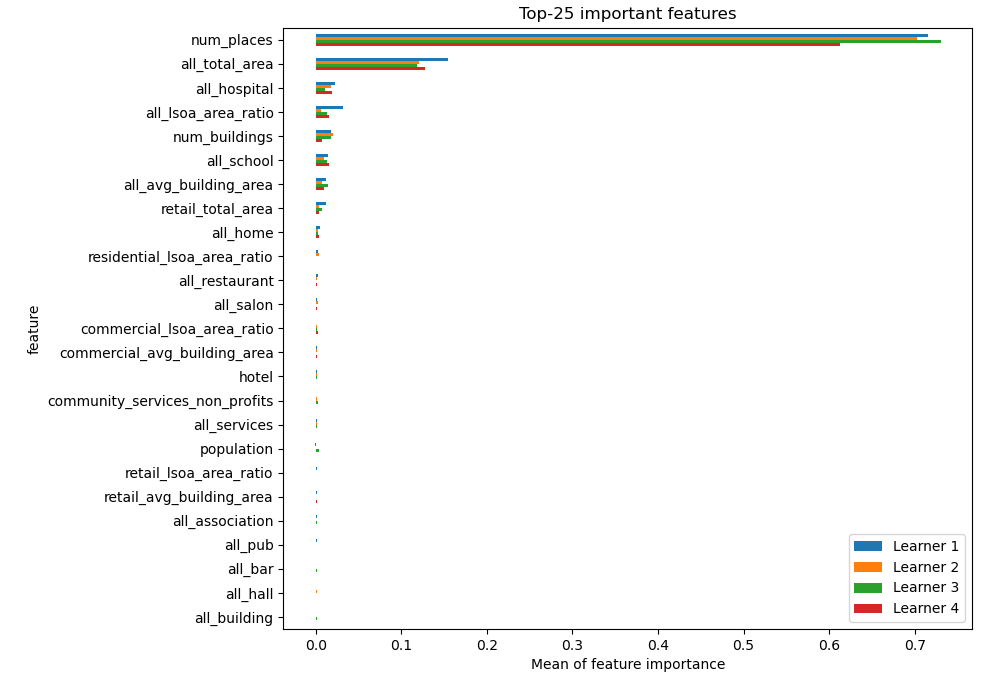 Top-25 important features
num_places
all_total_area
all_hospital
all_lsoa_area_ratio
num_buildings
all_school
all_avg_building_area
retail_total_area
all_home
residential_lsoa_area_ratio
all_restaurant
all_salon
commercial_lsoa_area_ratio
commercial_avg_building_area
hotel
community_services_non_profits
all_services
population
retail_lsoa_area_ratio
retail_avg_building_area
all_association
all_pub
all_bar
all_hall
all_building
feature
Learner 1
Learner 2
Learner 3
Learner 4
0.0 0.1 0.2 0.3 0.4 0.5 0.6 0.7
Mean of feature importance